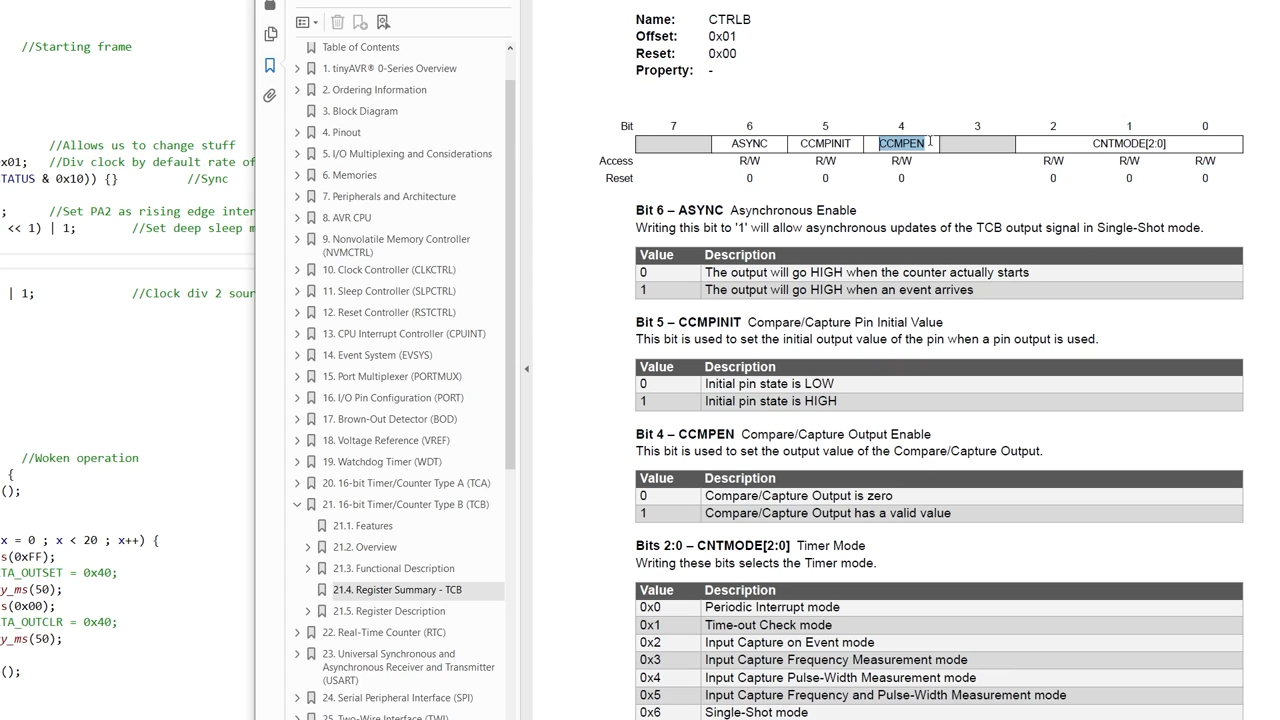 //Starting frame
//Allows us to change stuff
0x01; //Div clock by default rate of
STATUS & 0x10)) {} //Sync
; //Set PA2 as rising edge inter
<< 1) | 1; //Set deep sleep m
| 1; //Clock div 2 sour
//Woken operation
{
();
x = 0 ; x < 20 ; x++) {
s(0xFF);
TA_OUTSET = 0x40;
y_ms(50);
s(0x00);
TA_OUTCLR = 0x40;
y_ms(50);
();
Table of Contents
1. tinyAVR® 0-Series Overview
2. Ordering Information
3. Block Diagram
4. Pinout
5. I/O Multiplexing and Considerations
6. Memories
7. Peripherals and Architecture
8. AVR CPU
9. Nonvolatile Memory Controller
(NVMCTRL)
10. Clock Controller (CLKCTRL)
11. Sleep Controller (SLPCTRL)
12. Reset Controller (RSTCTRL)
13. CPU Interrupt Controller (CPUINT)
14. Event System (EVSYS)
15. Port Multiplexer (PORTMUX)
16. I/O Pin Configuration (PORT)
17. Brown-Out Detector (BOD)
18. Voltage Reference (VREF)
19. Watchdog Timer (WDT)
20. 16-bit Timer/Counter Type A (TCA)
21. 16-bit Timer/Counter Type B (TCB)
21.1. Features
21.2. Overview
21.3. Functional Description
21.4. Register Summary - TCB
21.5. Register Description
22. Real-Time Counter (RTC)
23. Universal Synchronous and
Asynchronous Receiver and Transmitter
(USART)
24. Serial Peripheral Interface (SPI)
25. Two-Wire Interface (TWI)
Name: CTRLB
Offset: 0x01
Reset: 0x00
Property: -
Bit 7 6 5 4 3 2 1 0
ASYNC CCMPINIT CCMPEN CNTMODE[2:0]
Access R/W R/W R/W R/W R/W R/W
Reset 0 0 0 0 0 0
Bit 6 – ASYNC Asynchronous Enable
Writing this bit to '1' will allow asynchronous updates of the TCB output signal in Single-Shot mode.
Value Description
0 The output will go HIGH when the counter actually starts
1 The output will go HIGH when an event arrives
Bit 5 – CCMPINIT Compare/Capture Pin Initial Value
This bit is used to set the initial output value of the pin when a pin output is used.
Value Description
0 Initial pin state is LOW
1 Initial pin state is HIGH
Bit 4 – CCMPEN Compare/Capture Output Enable
This bit is used to set the output value of the Compare/Capture Output.
Value Description
0 Compare/Capture Output is zero
1 Compare/Capture Output has a valid value
Bits 2:0 – CNTMODE[2:0] Timer Mode
Writing these bits selects the Timer mode.
Value Description
0x0 Periodic Interrupt mode
0x1 Time-out Check mode
0x2 Input Capture on Event mode
0x3 Input Capture Frequency Measurement mode
0x4 Input Capture Pulse-Width Measurement mode
0x5 Input Capture Frequency and Pulse-Width Measurement mode
0x6 Single-Shot mode